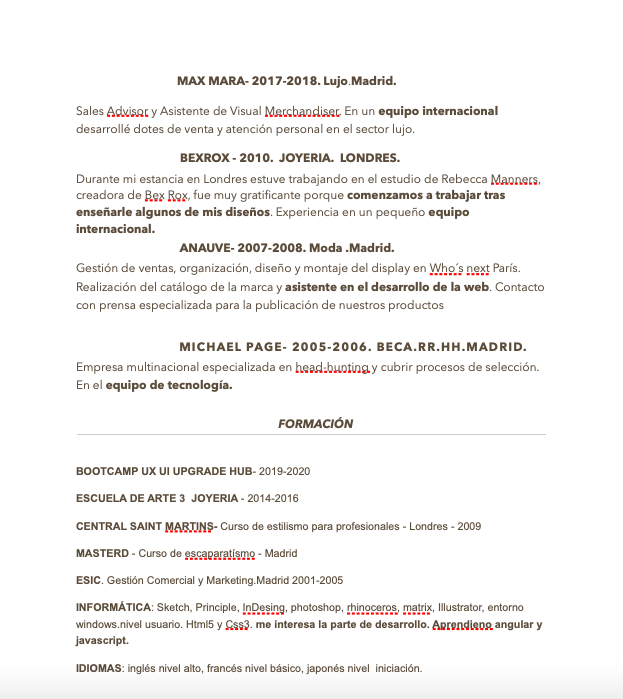 MAX MARA- 2017-2018. Lujo.Madrid.
Sales Advisor y Asistente de Visual Merchandiser. En un equipo internacional
desarrollé dotes de venta y atención personal en el sector lujo.
BEXROX - 2010. JOYERIA. LONDRES.
Durante mi estancia en Londres estuve trabajando en el estudio de Rebecca Manners,
creadora de Bex Rox, fue muy gratificante porque comenzamos a trabajar tras
enseñarle algunos de mis diseños. Experiencia en un pequeño equipo
internacional.
ANAUVE- 2007-2008. Moda .Madrid.
Gestión de ventas, organización, diseño y montaje del display en Who´s next París.
Realización del catálogo de la marca y asistente en el desarrollo de la web. Contacto
con prensa especializada para la publicación de nuestros productos
MICHAEL PAGE- 2005-2006. BECA.RR.HH.MADRID.
Empresa multinacional especializada en head-hunting y cubrir procesos de selección.
En el equipo de tecnología.
FORMACIÓN
BOOTCAMP UX UI UPGRADE HUB- 2019-2020
ESCUELA DE ARTE 3 JOYERIA - 2014-2016
CENTRAL SAINT MARTINS- Curso de estilismo para profesionales - Londres - 2009
MASTERD - Curso de escaparatísmo - Madrid
ESIC. Gestión Comercial y Marketing.Madrid 2001-2005
INFORMÁTICA: Sketch, Principle, InDesing, photoshop, rhinoceros, matrix, Illustrator, entorno
windows.nivel usuario. Html5 y Css3. me interesa la parte de desarrollo. Aprendieno angular y
javascript.
IDIOMAS: inglés nivel alto, francés nivel básico, japonés nivel iniciación.